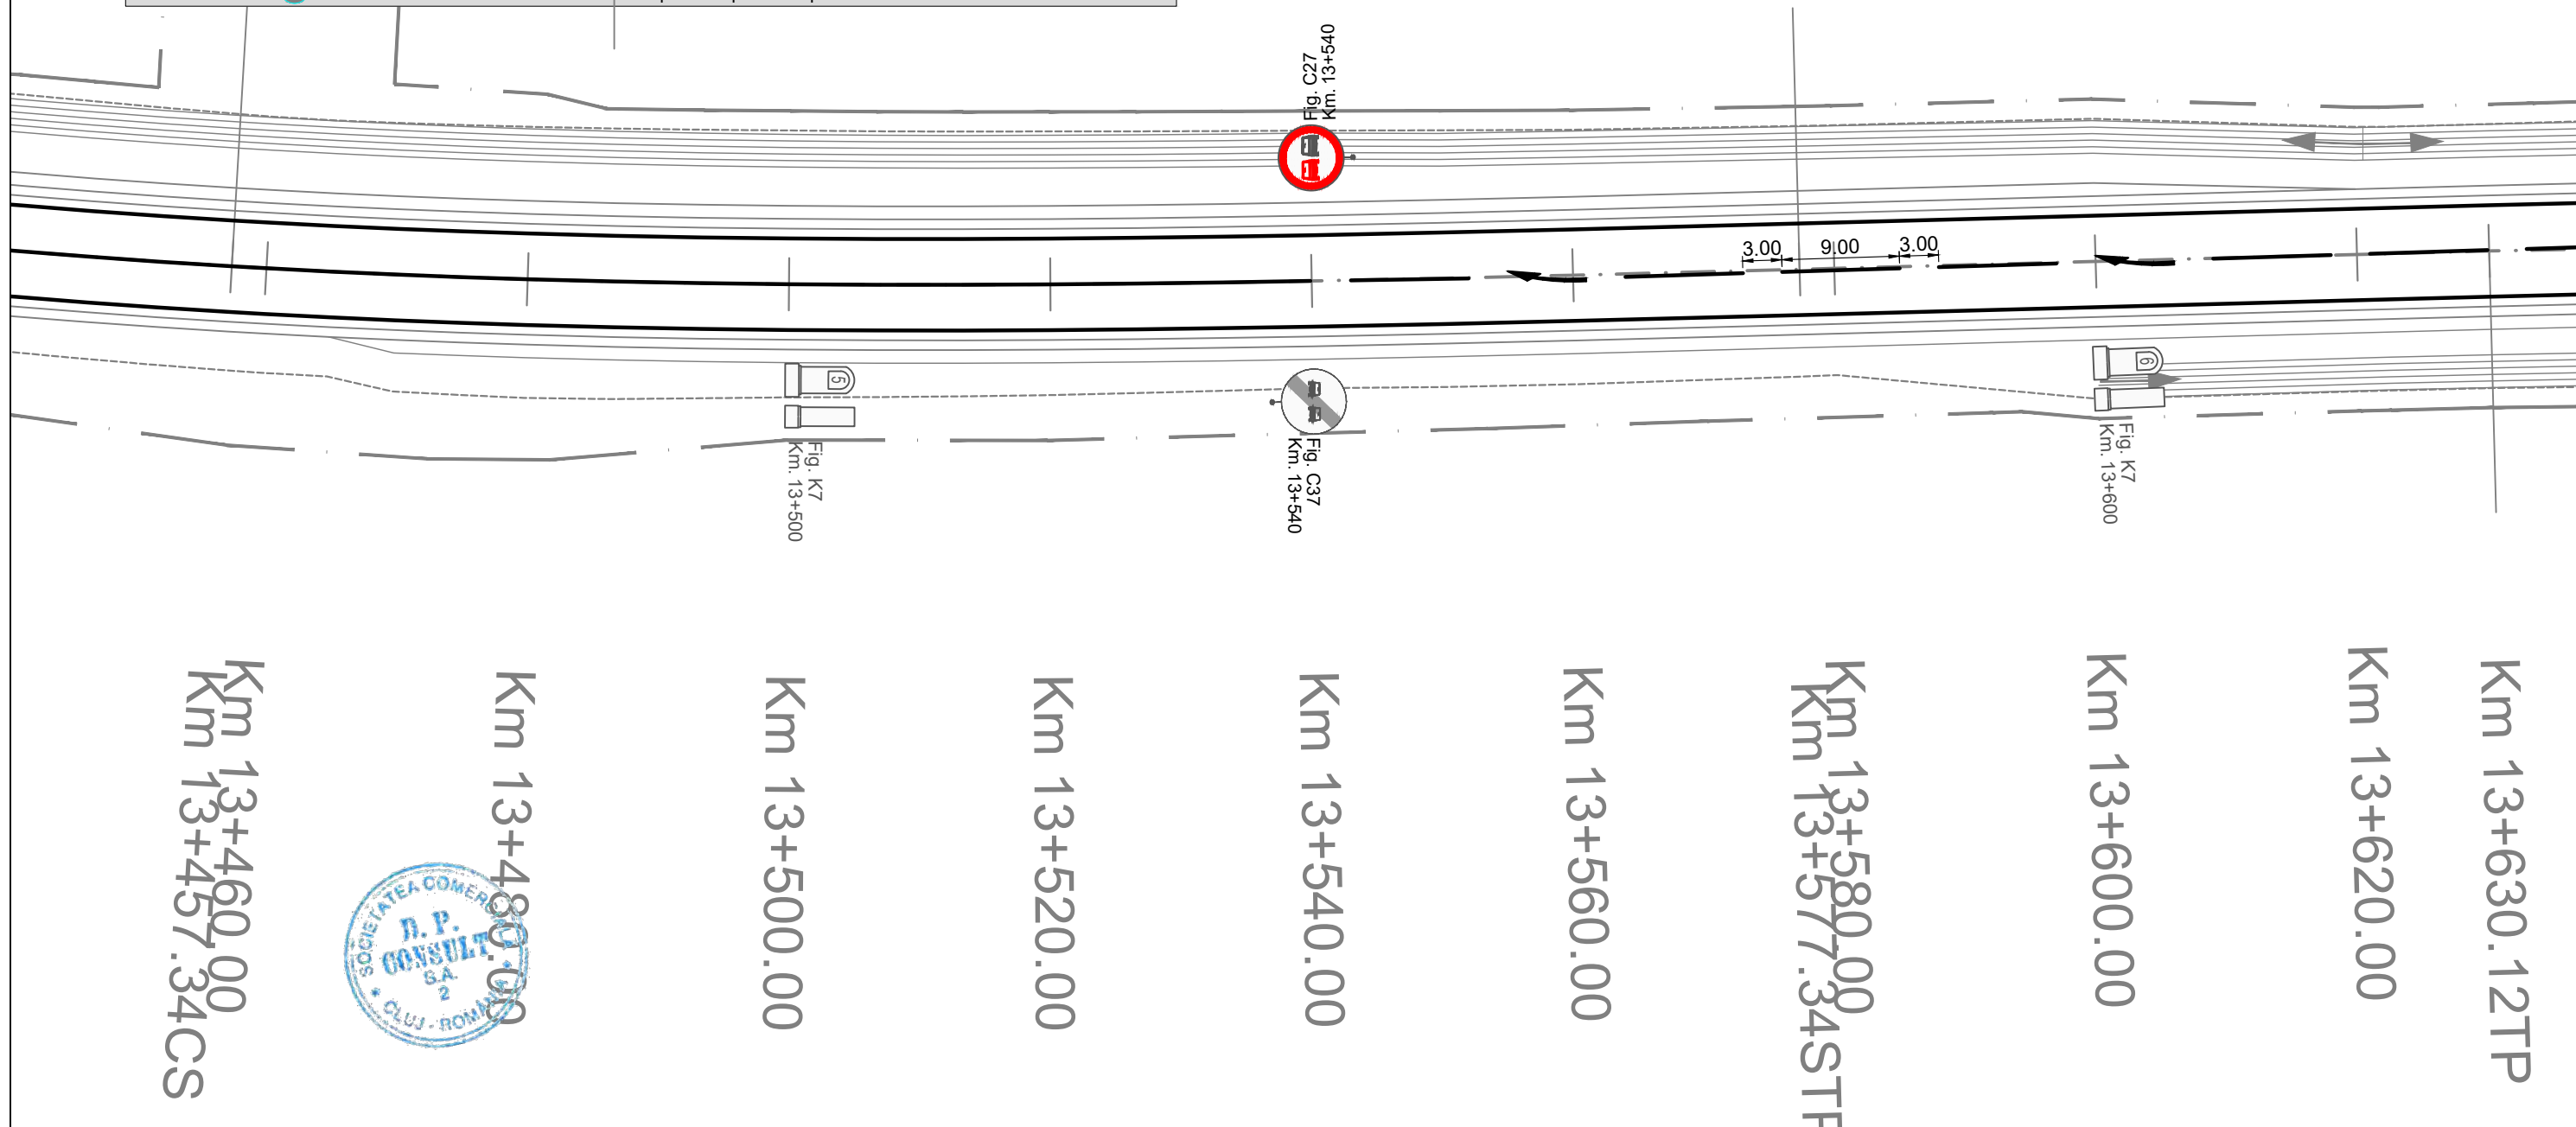 Fig. C27
Km. 13+540
3.00
9.00
3.00
5
6
Fig. K7
Km. 13+500
Fig. C37
Km. 13+540
Fig. K7
Km. 13+600
Km 13+457.34CS
Km 13+460.00
Km 13+480.00
Km 13+500.00
Km 13+520.00
Km 13+540.00
Km 13+560.00
Km 13+577.34ST
Km 13+580.00
Km 13+600.00
Km 13+620.00
Km 13+630.12TP
SOCIETATEA COMERCIALA
D. P.
CONSULT
S.A.
2
CLUJ - ROMANIA